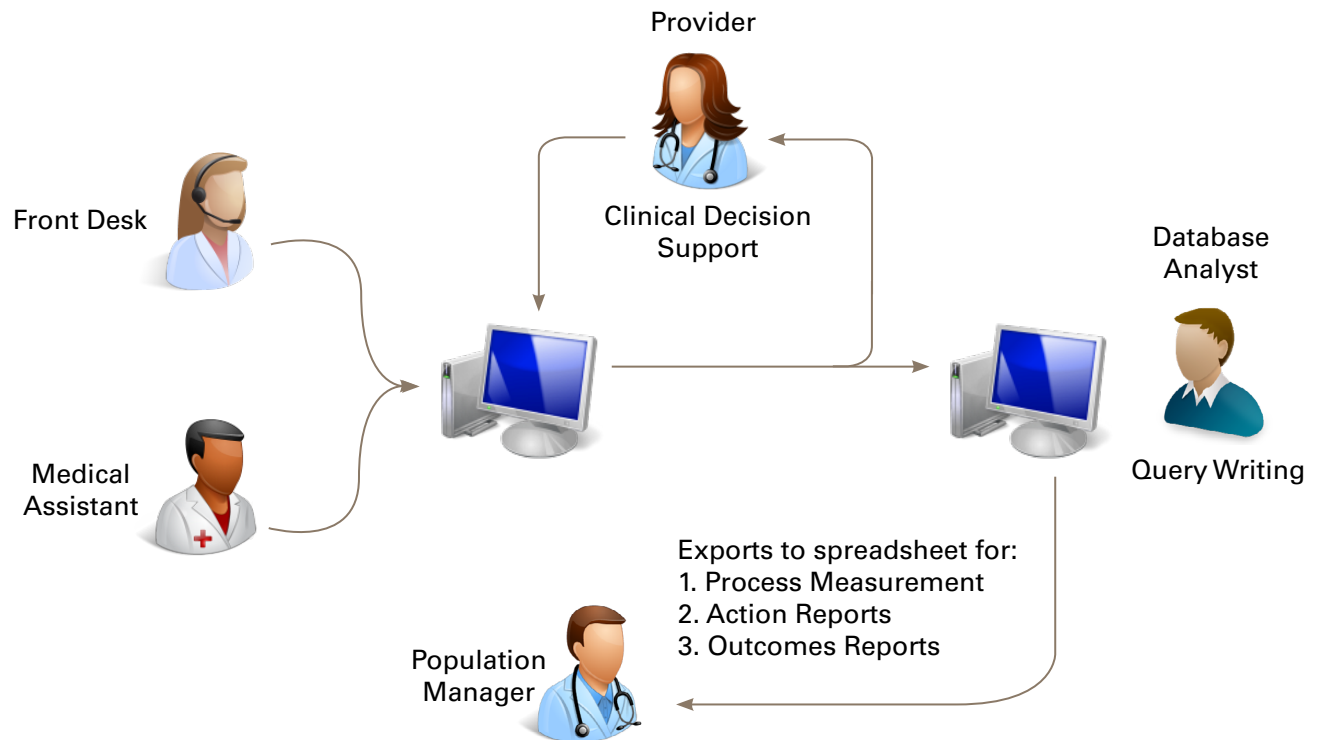 Provider
Front Desk
Clinical Decision
Support
Database
Analyst
Medical
Assistant
Query Writing
Exports to spreadsheet for:
1. Process Measurement
2. Action Reports
3. Outcomes Reports
Population
Manager